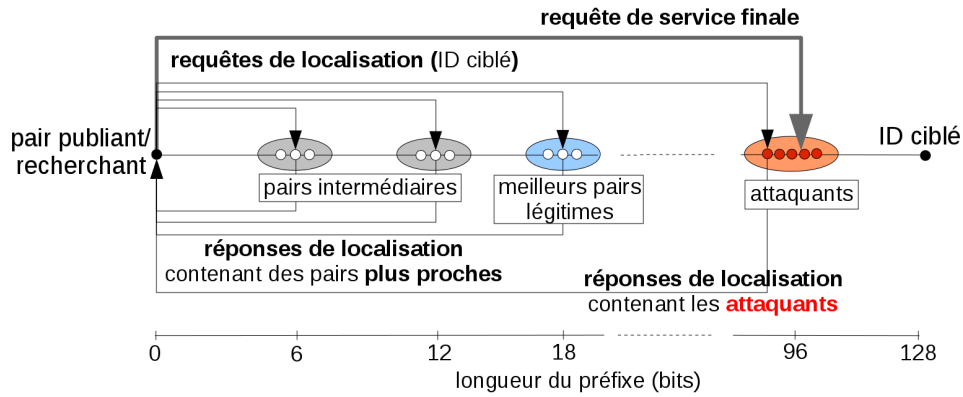 requête de service finale
requêtes de localisation (ID ciblé)
pair publiant/
recherchant
ID ciblé
pairs intermédiaires
meilleurs pairs
légitimes
attaquants
réponses de localisation
contenant des pairs plus proches
réponses de localisation
contenant les attaquants
0 6 12 18 96 128
longueur du préfixe (bits)